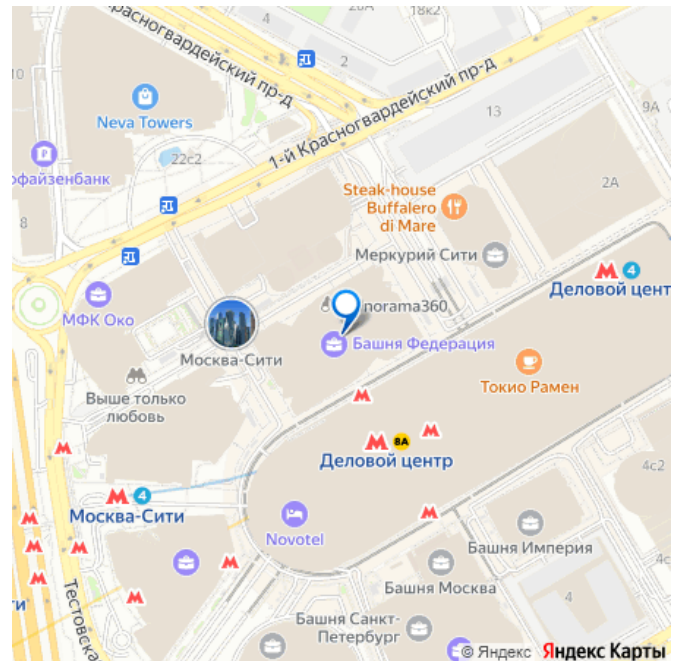 18к2
20А
красногвардейский пр-д
2
10
Neva Towers
13
9А
1-й Красногвардейский пр-д
22с2
офайзенбанк
2А
8
Steak-house
Buffalero
di Mare
Меркурий Сити
4
Деловой цент
МФК Око
norama360
Москва-Сити
Башня Федерация
Выше только
любовь
Токио Рамен
8А
Деловой центр
4с2
4
Москва-Сити
Novotel
Башня Империя
Башня Москва
4
Тестовска
ти
Башня Санкт-
Петербург
© Яндекс Яндекс Карты